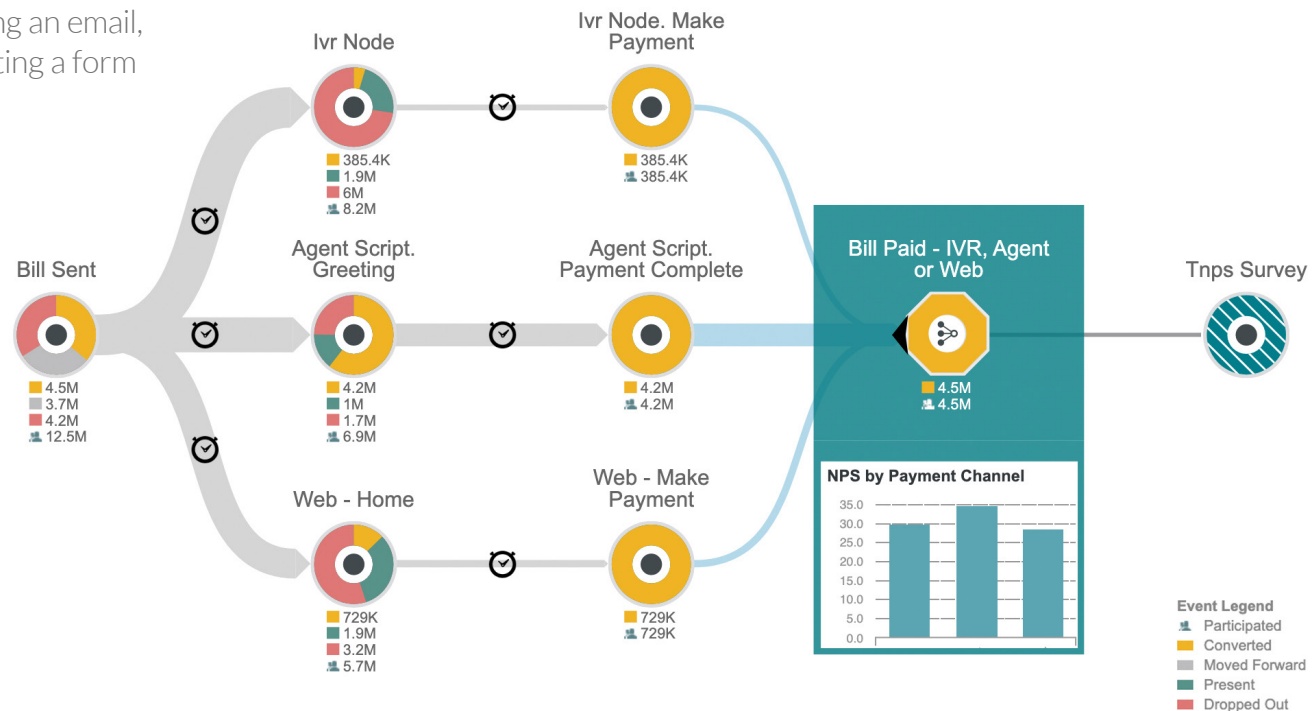 ng an email,
ting a form
Ivr Node
385.4K
1.9M
6M
8.2M
Ivr Node. Make
Payment
385.4K
385.4K
Bill Sent
4.5M
3.7M
4.2M
12.5M
Agent Script.
Greeting
4.2M
1M
1.7M
6.9M
Agent Script.
Payment Complete
4.2M
4.2M
Bill Paid - IVR, Agent
or Web
4.5M
4.5M
Tnps Survey
Web - Home
729K
1.9M
3.2M
5.7M
Web - Make
Payment
729K
729K
NPS by Payment Channel
35.0
30.0
25.0
20.0
15.0
10.0
5.0
0.0
Event Legend
Participated
Converted
Moved Forward
Present
Dropped Out